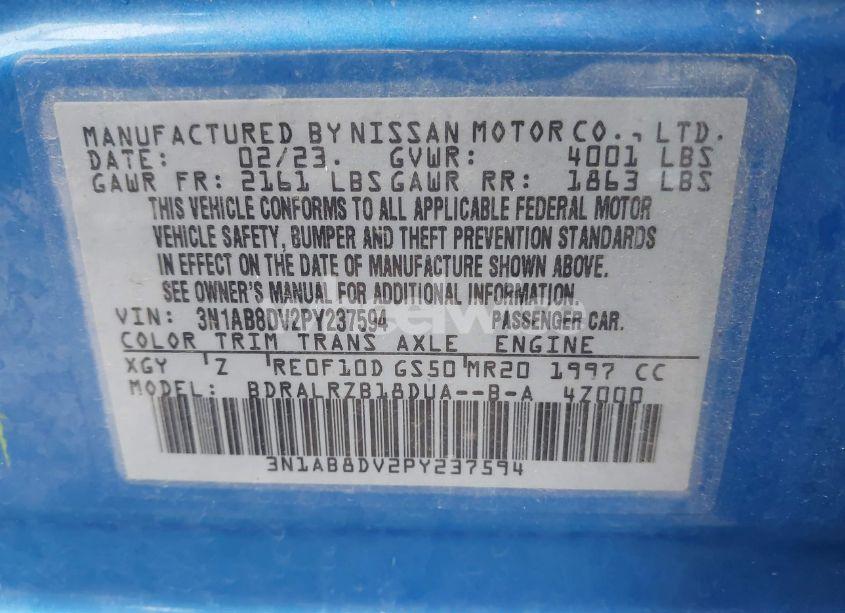 MANUFACTURED BY NISSAN MOTOR CO., LTD.
DATE: 02/23. GVWR: 4001 LBS
GAWR FR: 2161 LBS GAWR RR: 1863 LBS
THIS VEHICLE CONFORMS TO ALL APPLICABLE FEDERAL MOTOR
VEHICLE SAFETY, BUMPER AND THEFT PREVENTION STANDARDS
IN EFFECT ON THE DATE OF MANUFACTURE SHOWN ABOVE.
SEE OWNER'S MANUAL FOR ADDITIONAL INFORMATION.
VIN: 3N1AB8DV2PY237594 PASSENGER CAR.
COLOR TRIM TRANS AXLE ENGINE
XGY Z RE0F10D GS50 MR20 1997 CC
MODEL: BDRALRZB18DUA--B-A 4Z000
3N1AB8DV2PY237594